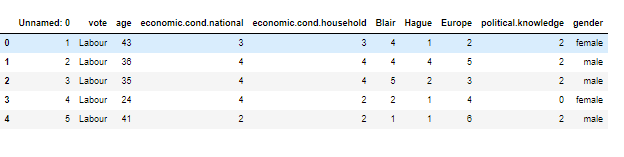 Unnamed: 0 vote age economic.cond.national economic.cond.household Blair Hague Europe political.knowledge gender
0 1 Labour 43 3 3 4 1 2 2 female
1 2 Labour 36 4 4 4 4 5 2 male
2 3 Labour 35 4 4 5 2 3 2 male
3 4 Labour 24 4 2 2 1 4 0 female
4 5 Labour 41 2 2 1 1 6 2 male